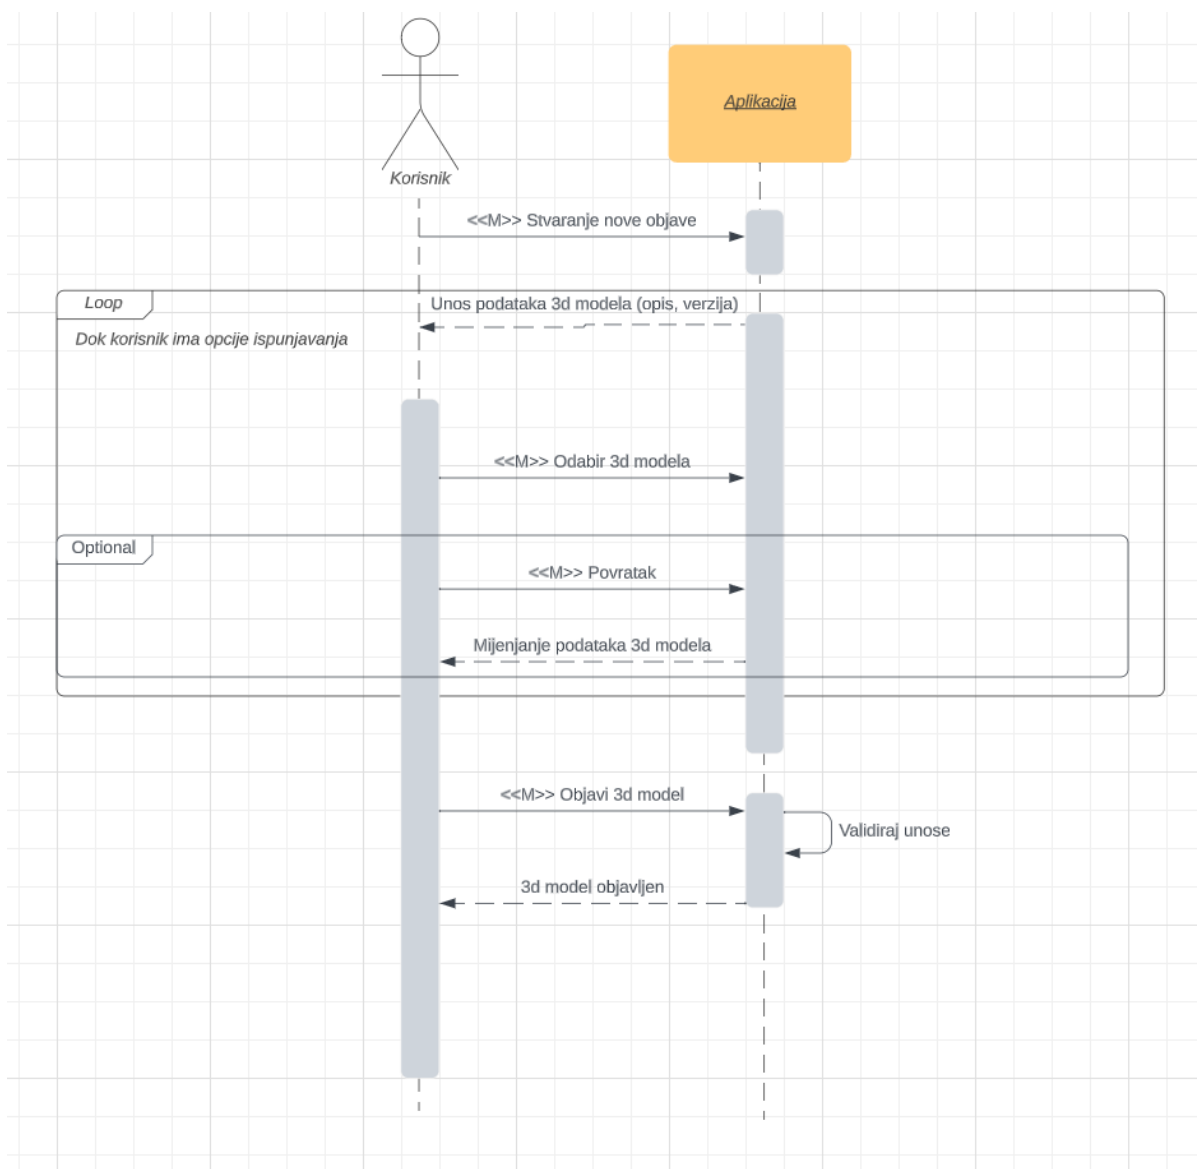 Aplikacija
Korisnik
<<M>> Stvaranje nove objave
Loop
Unos podataka 3d modela (opis, verzija)
Dok korisnik ima opcije ispunjavanja
<<M>> Odabir 3d modela
Optional
<<M>> Povratak
Mijenjanje podataka 3d modela
<<M>> Objavi 3d model
Validiraj unose
3d model objavljen